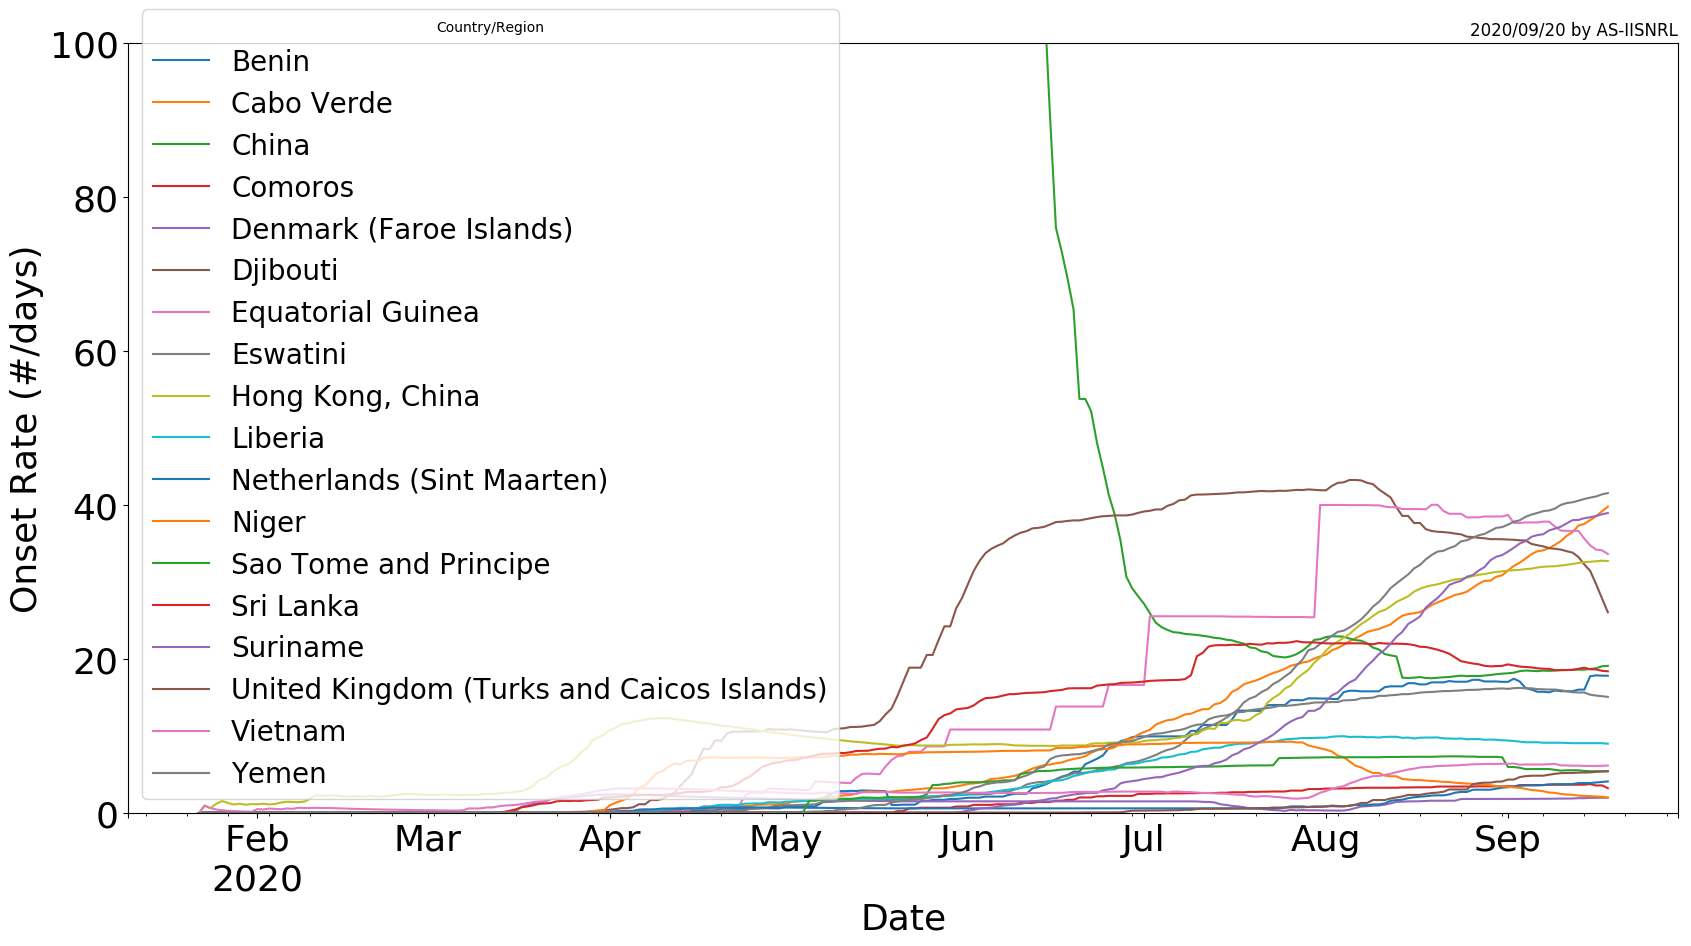 Country/Region
2020/09/20 by AS-IISNRL
Benin
Cabo Verde
China
Comoros
Denmark (Faroe Islands)
Djibouti
Equatorial Guinea
Eswatini
Hong Kong, China
Liberia
Netherlands (Sint Maarten)
Niger
Sao Tome and Principe
Sri Lanka
Suriname
United Kingdom (Turks and Caicos Islands)
Vietnam
Yemen
Onset Rate (#/days)
100
80
60
40
20
0
Feb Mar Apr May Jun Jul Aug Sep
2020
Date